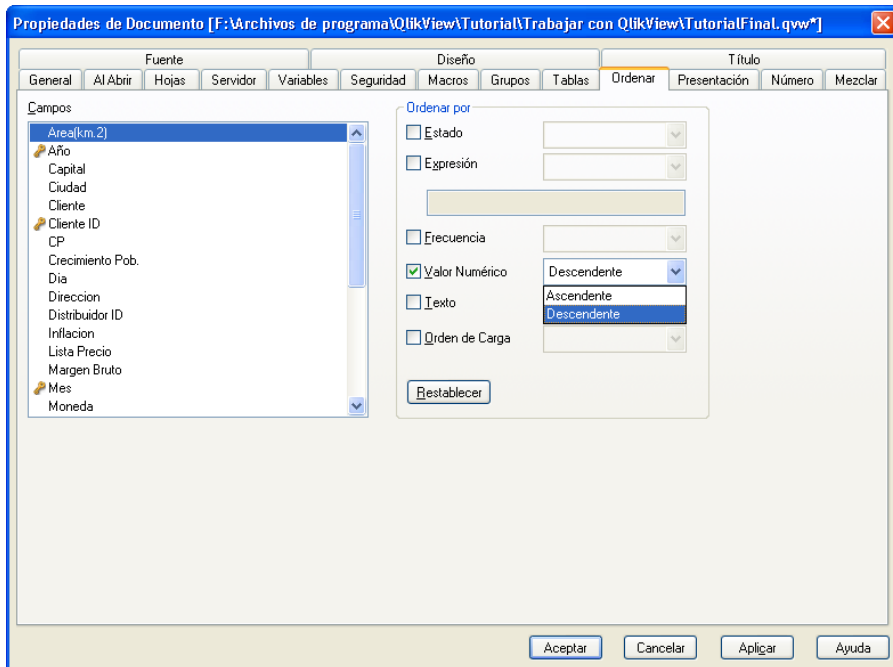 Propiedades de Documento [F:\Archivos de programa\QlikView\Tutorial\Trabajar con QlikView\TutorialFinal.qvw*]
Fuente Diseño Título
General Al Abrir Hojas Servidor Variables Seguridad Macros Grupos Tablas Ordenar Presentación Número Mezclar
Campos
Area(km.2)
Año
Capital
Ciudad
Cliente
Cliente ID
CP
Crecimiento Pob.
Dia
Direccion
Distribuidor ID
Inflacion
Lista Precio
Margen Bruto
Mes
Moneda
Ordenar por
Estado
Expresión
Frecuencia
Valor Numérico Descendente
Ascendente
Texto
Descendente
Orden de Carga
Restablecer
Aceptar Cancelar Aplicar Ayuda